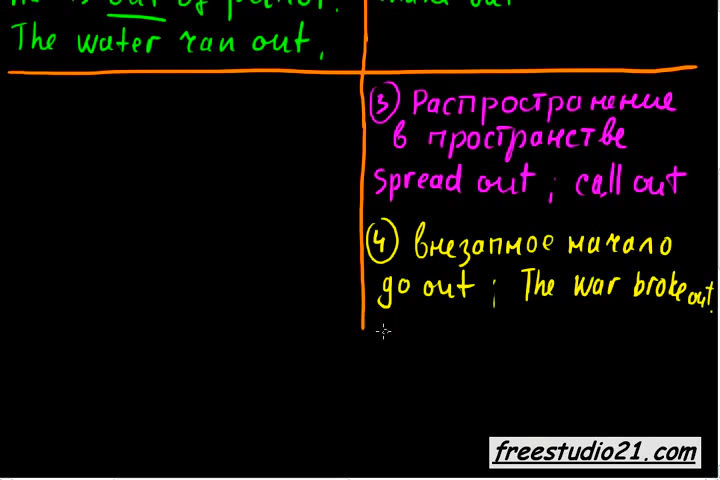 The water ran out.
③ Распространение
в пространстве
spread out ; call out
④ внезапное начало
go out ; The war broke out.
freestudio21.com